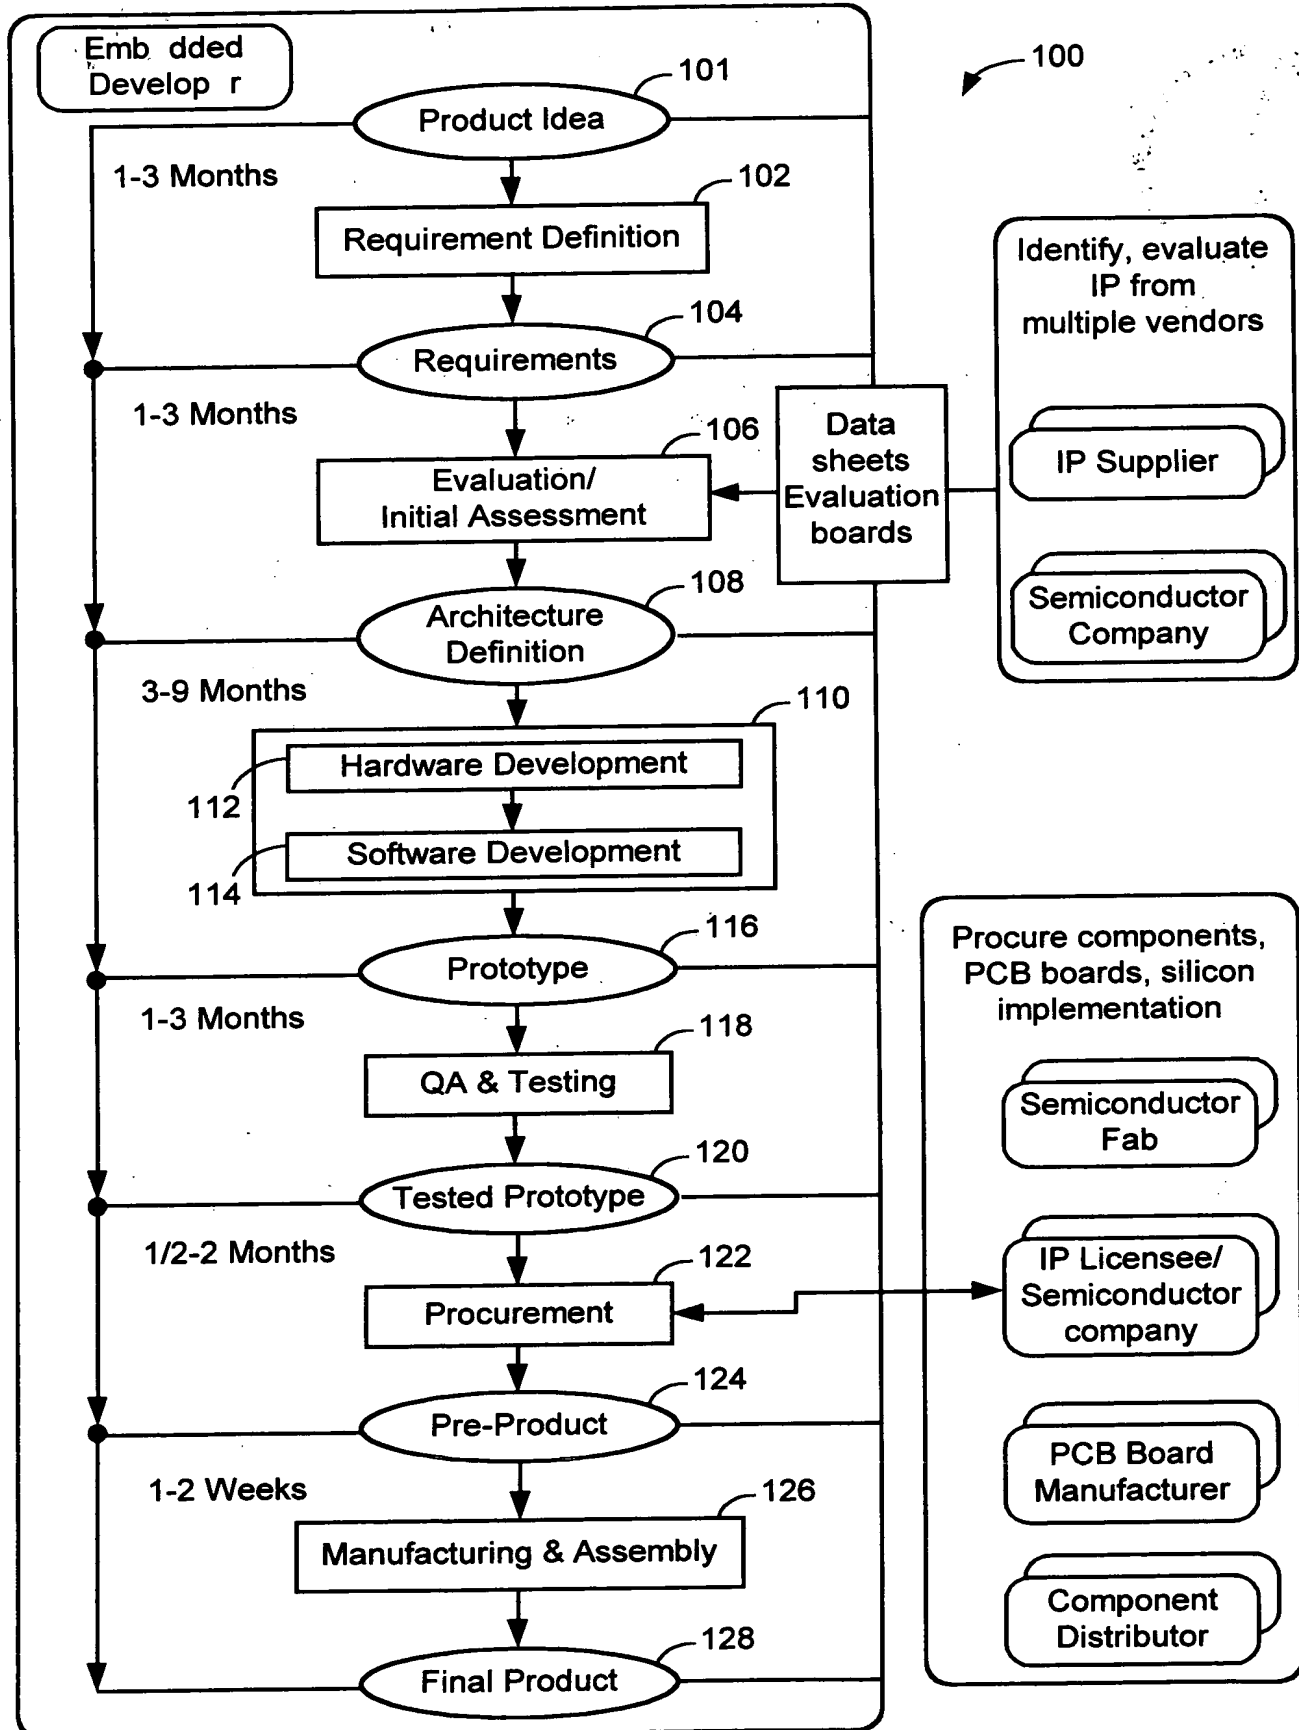 Emb dded
Develop r
100
101
Product Idea
1-3 Months
102
Requirement Definition
Identify, evaluate
IP from
multiple vendors
104
Requirements
1-3 Months
106
Evaluation/
Initial Assessment
Data
sheets
Evaluation
boards
IP Supplier
Semiconductor
Company
108
Architecture
Definition
3-9 Months
110
Hardware Development
112
Software Development
114
116
Prototype
Procure components,
PCB boards, silicon
implementation
1-3 Months
118
QA & Testing
Semiconductor
Fab
120
Tested Prototype
1/2-2 Months
122
Procurement
IP Licensee/
Semiconductor
company
124
Pre-Product
PCB Board
Manufacturer
1-2 Weeks
126
Manufacturing & Assembly
Component
Distributor
128
Final Product